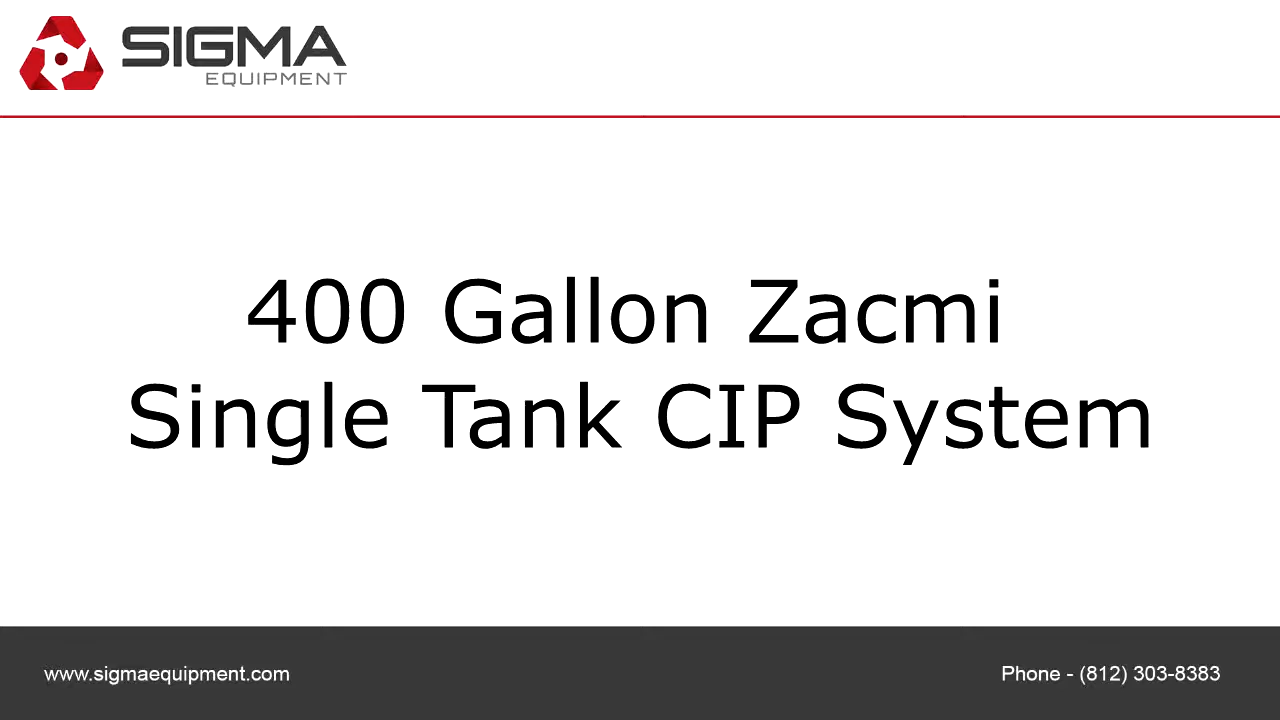 SIGMA
EQUIPMENT
400 Gallon Zacmi
Single Tank CIP System
www.sigmaequipment.com
Phone - (812) 303-8383